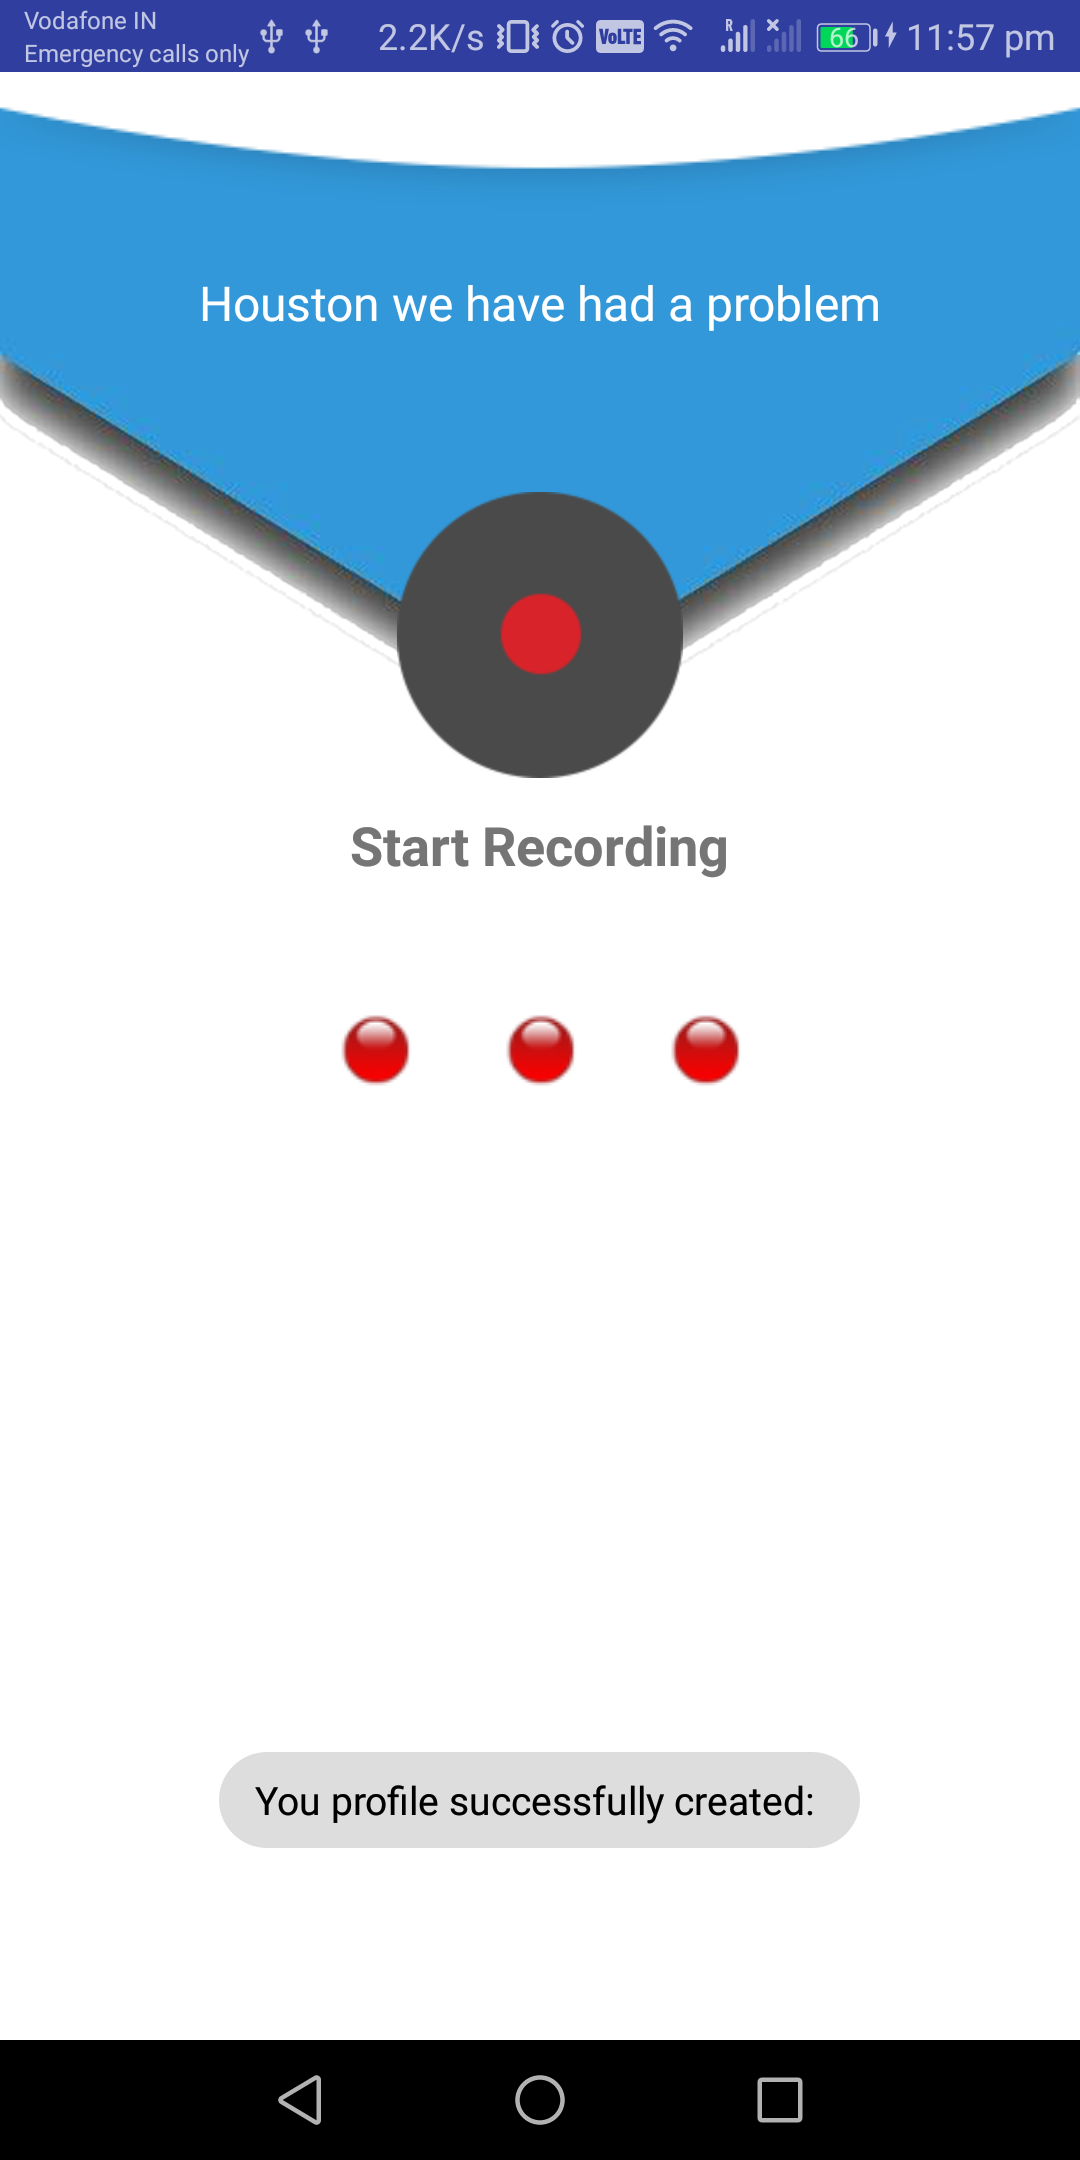 Vodafone IN
Emergency calls only
2.2K/s VoLTE R 66 11:57 pm
Houston we have had a problem
Start Recording
You profile successfully created: